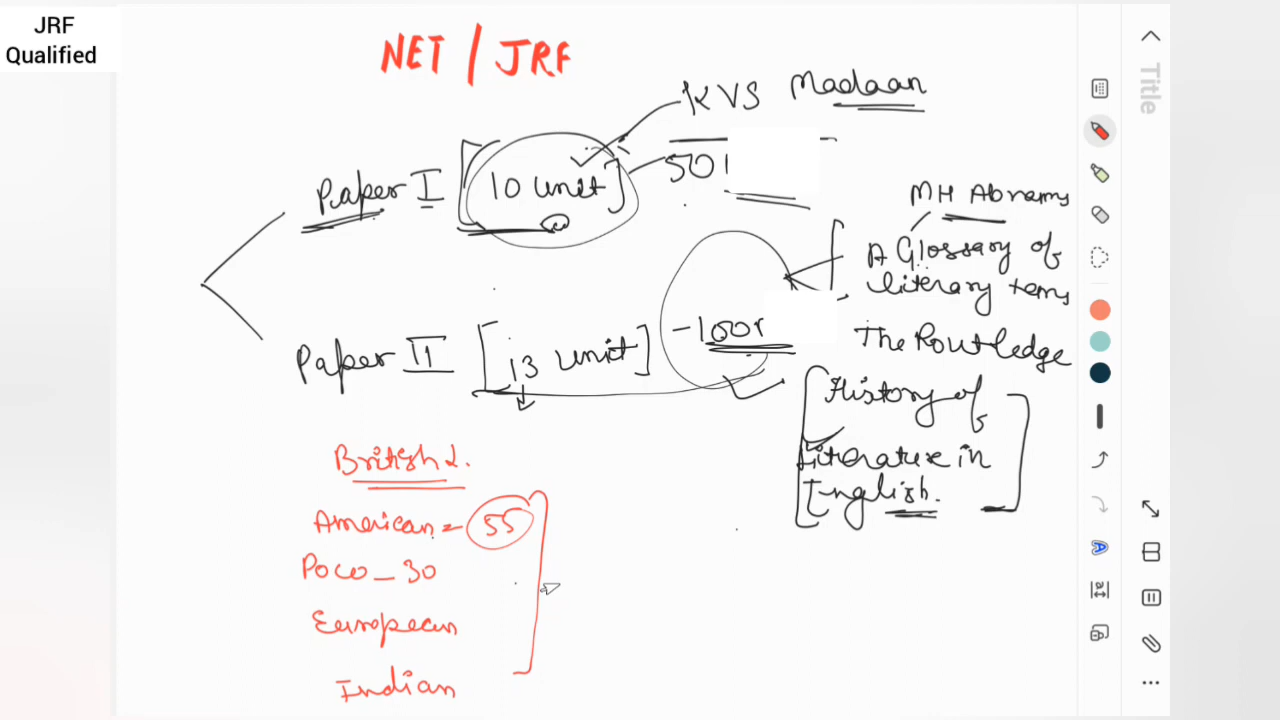 JRF
Qualified
NET / JRF
KVS Madaan
Paper I [10 unit] 50
MH Abrams
A Glossary of
literary terms
Paper II [13 unit] - 100
The Routledge
History of
Literature in
English.
British L.
American = 55
Poco - 30
European
Indian
Title